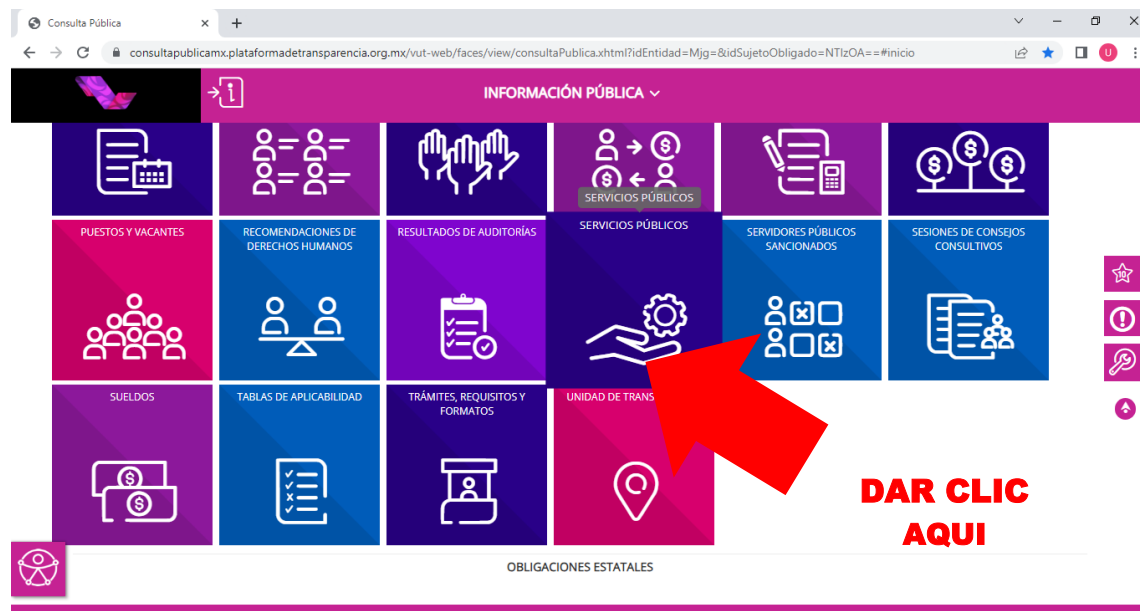 Consulta Pública
consultapublicamx.plataformadetransparencia.org.mx/vut-web/faces/view/consultaPublica.xhtml?idEntidad=Mjg=&idSujetoObligado=NTIzOA==#inicio
U
INFORMACIÓN PÚBLICA
SERVICIOS PÚBLICOS
PUESTOS Y VACANTES
RECOMENDACIONES DE
DERECHOS HUMANOS
RESULTADOS DE AUDITORÍAS
SERVICIOS PÚBLICOS
SERVIDORES PÚBLICOS
SANCIONADOS
SESIONES DE CONSEJOS
CONSULTIVOS
10
SUELDOS
TABLAS DE APLICABILIDAD
TRÁMITES, REQUISITOS Y
FORMATOS
UNIDAD DE TRANS
DAR CLIC
AQUI
OBLIGACIONES ESTATALES